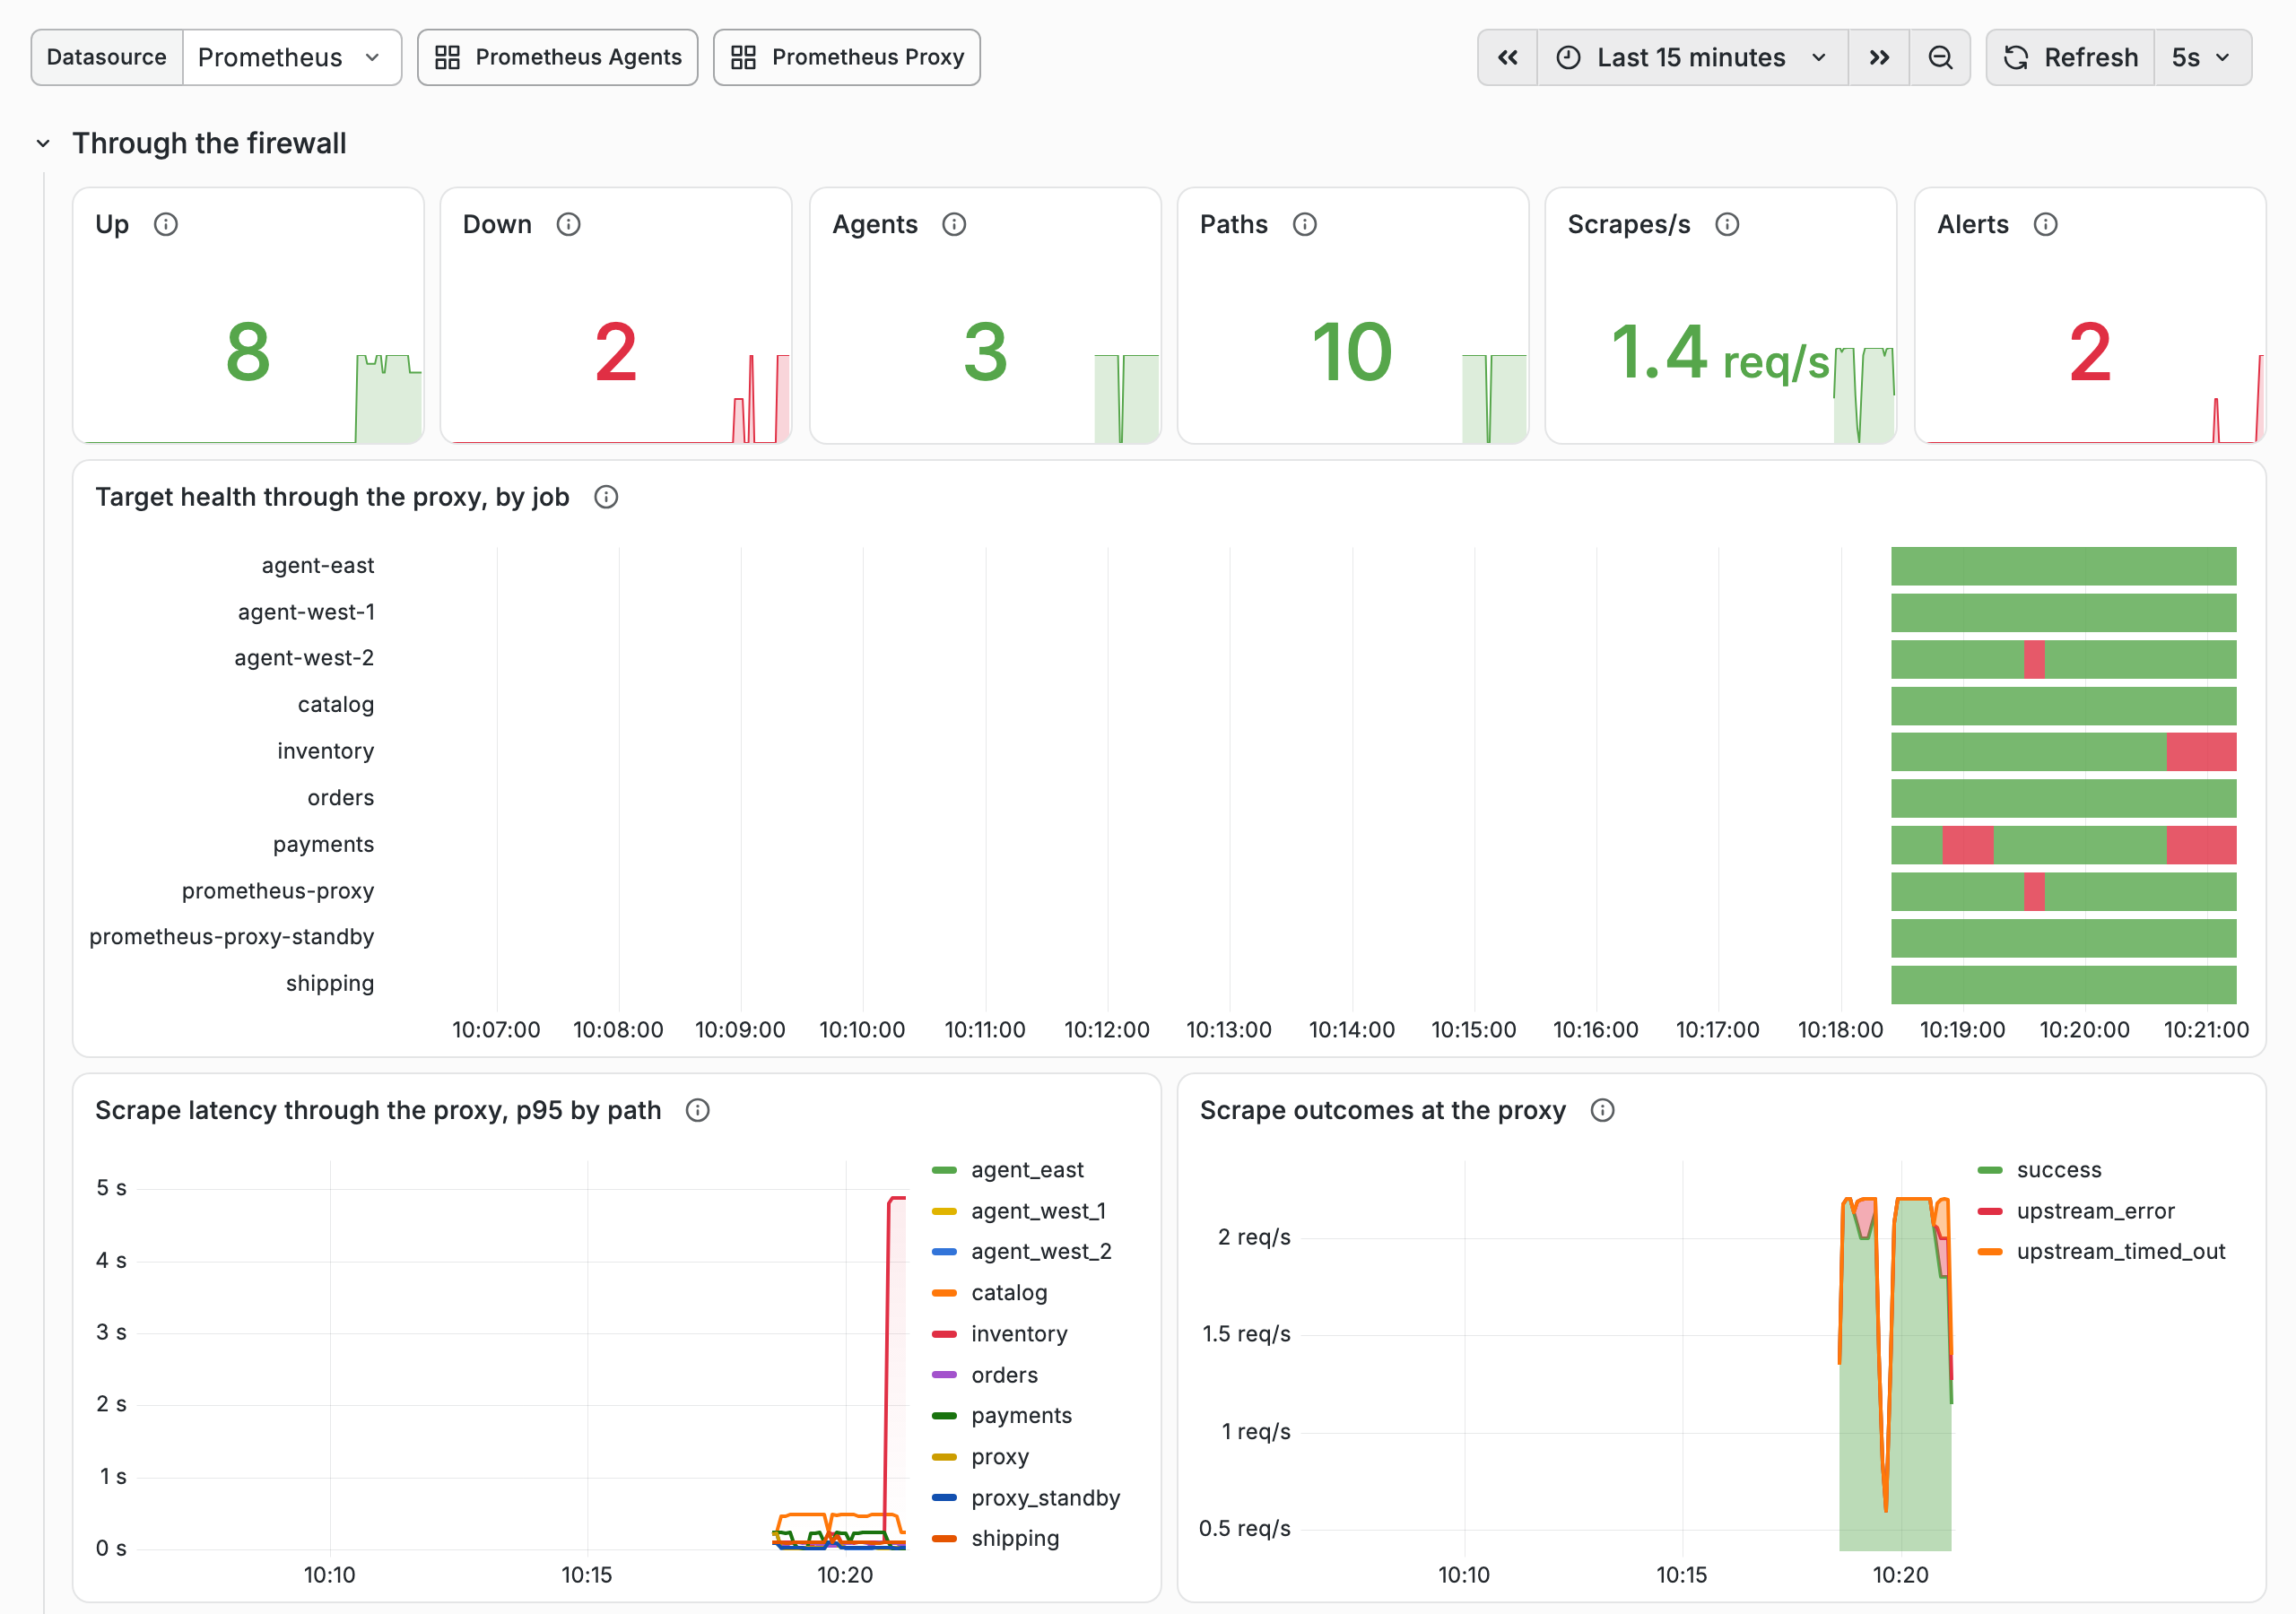 Datasource Prometheus Prometheus Agents Prometheus Proxy Last 15 minutes Refresh 5s
Through the firewall
Up Down Agents Paths Scrapes/s Alerts
8 2 3 10 1.4 req/s 2
Target health through the proxy, by job
agent-east
agent-west-1
agent-west-2
catalog
inventory
orders
payments
prometheus-proxy
prometheus-proxy-standby
shipping
10:07:00 10:08:00 10:09:00 10:10:00 10:11:00 10:12:00 10:13:00 10:14:00 10:15:00 10:16:00 10:17:00 10:18:00 10:19:00 10:20:00 10:21:00
Scrape latency through the proxy, p95 by path
5 s
4 s
3 s
2 s
1 s
0 s
10:10 10:15 10:20
agent_east
agent_west_1
agent_west_2
catalog
inventory
orders
payments
proxy
proxy_standby
shipping
Scrape outcomes at the proxy
2 req/s
1.5 req/s
1 req/s
0.5 req/s
10:10 10:15 10:20
success
upstream_error
upstream_timed_out